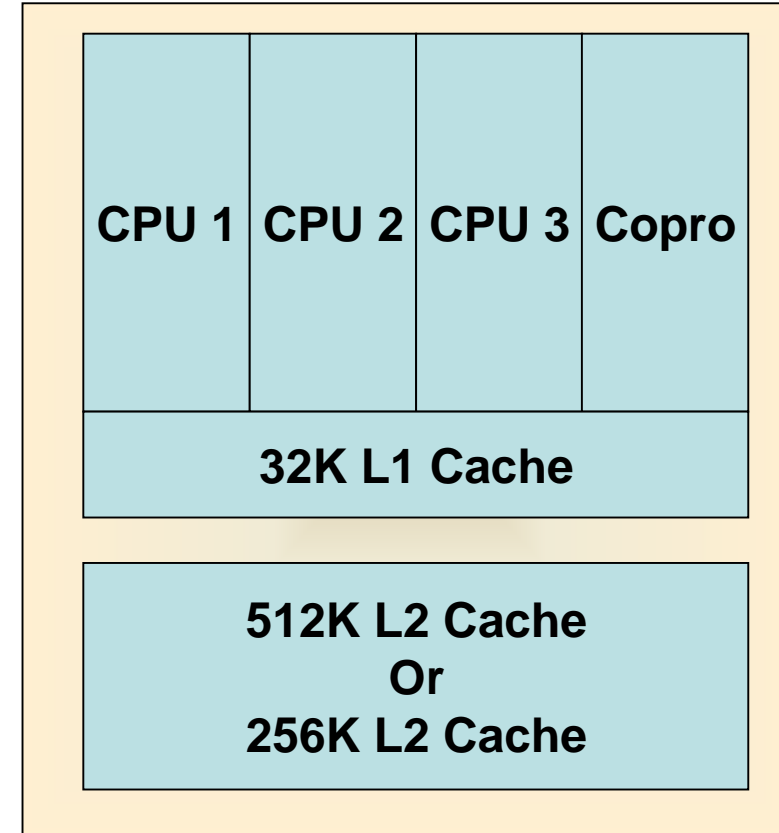 CPU 1 CPU 2 CPU 3 Copro
32K L1 Cache
512K L2 Cache
Or
256K L2 Cache